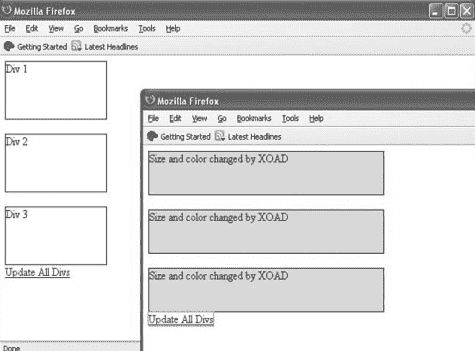 Mozilla Firefox
File Edit View Go Bookmarks Tools Help
Getting Started Latest Headlines
Div 1
Div 2
Div 3
Update All Divs
Done
Mozilla Firefox
File Edit View Go Bookmarks Tools Help
Getting Started Latest Headlines
Size and color changed by XOAD
Size and color changed by XOAD
Size and color changed by XOAD
Update All Divs